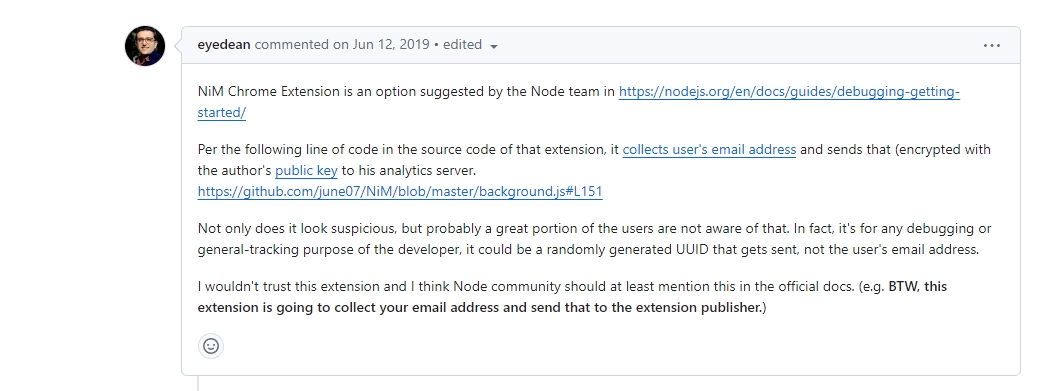 eyedean commented on Jun 12, 2019 • edited
NiM Chrome Extension is an option suggested by the Node team in https://nodejs.org/en/docs/guides/debugging-getting-
started/
Per the following line of code in the source code of that extension, it collects user's email address and sends that (encrypted with
the author's public key to his analytics server.
https://github.com/june07/NiM/blob/master/background.js#L151
Not only does it look suspicious, but probably a great portion of the users are not aware of that. In fact, it's for any debugging or
general-tracking purpose of the developer, it could be a randomly generated UUID that gets sent, not the user's email address.
I wouldn't trust this extension and I think Node community should at least mention this in the official docs. (e.g. BTW, this
extension is going to collect your email address and send that to the extension publisher.)